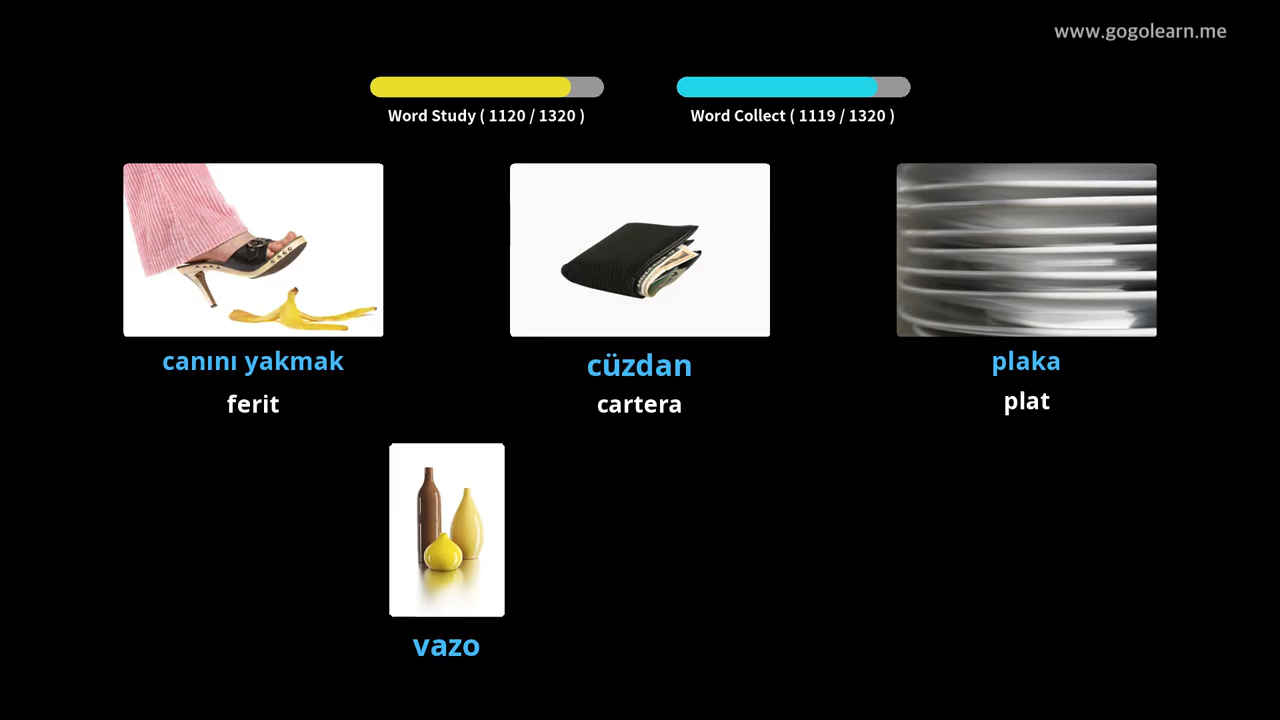 www.gogolearn.me
Word Study ( 1120 / 1320 )
Word Collect ( 1119 / 1320 )
canını yakmak
cüzdan
plaka
ferit
cartera
plat
vazo